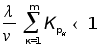 λ/v ∑_{κ=1}^{m} K_{p_κ} ‹ 1